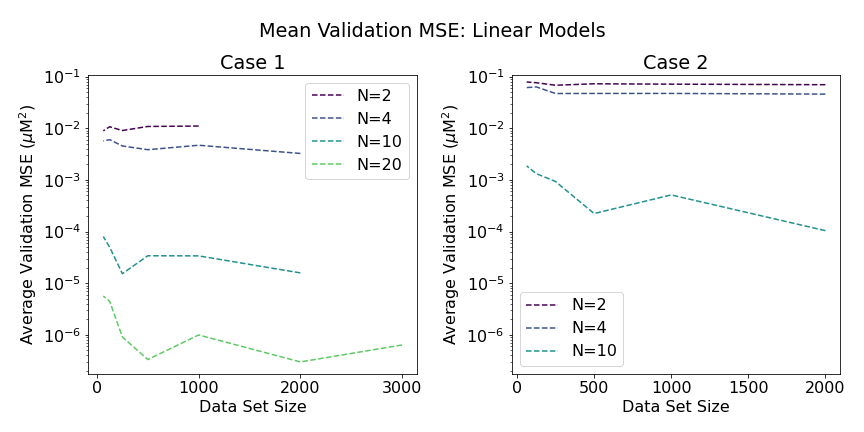 Mean Validation MSE: Linear Models
Case 1
Average Validation MSE (μM²)
10⁻¹
10⁻²
10⁻³
10⁻⁴
10⁻⁵
10⁻⁶
N=2
N=4
N=10
N=20
0 1000 2000 3000
Data Set Size
Case 2
Average Validation MSE (μM²)
10⁻¹
10⁻²
10⁻³
10⁻⁴
10⁻⁵
10⁻⁶
N=2
N=4
N=10
0 500 1000 1500 2000
Data Set Size